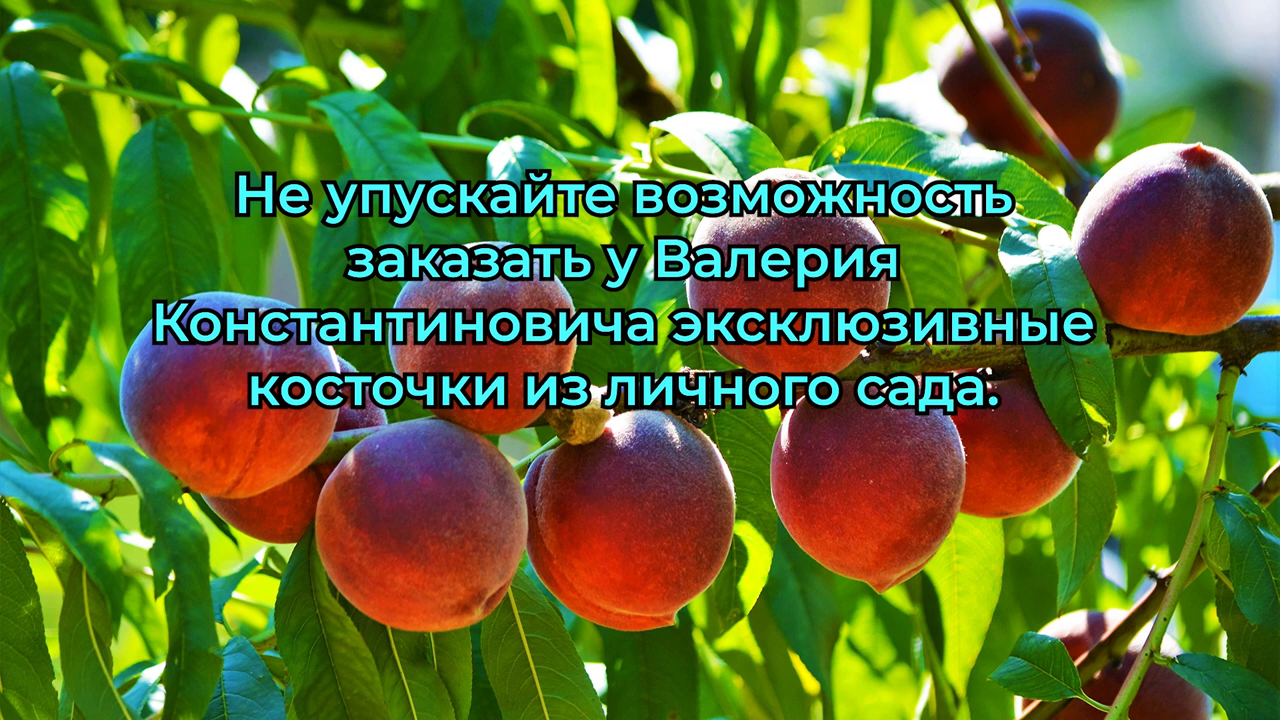 Не упускайте возможность
заказать у Валерия
Константиновича эксклюзивные
косточки из личного сада.